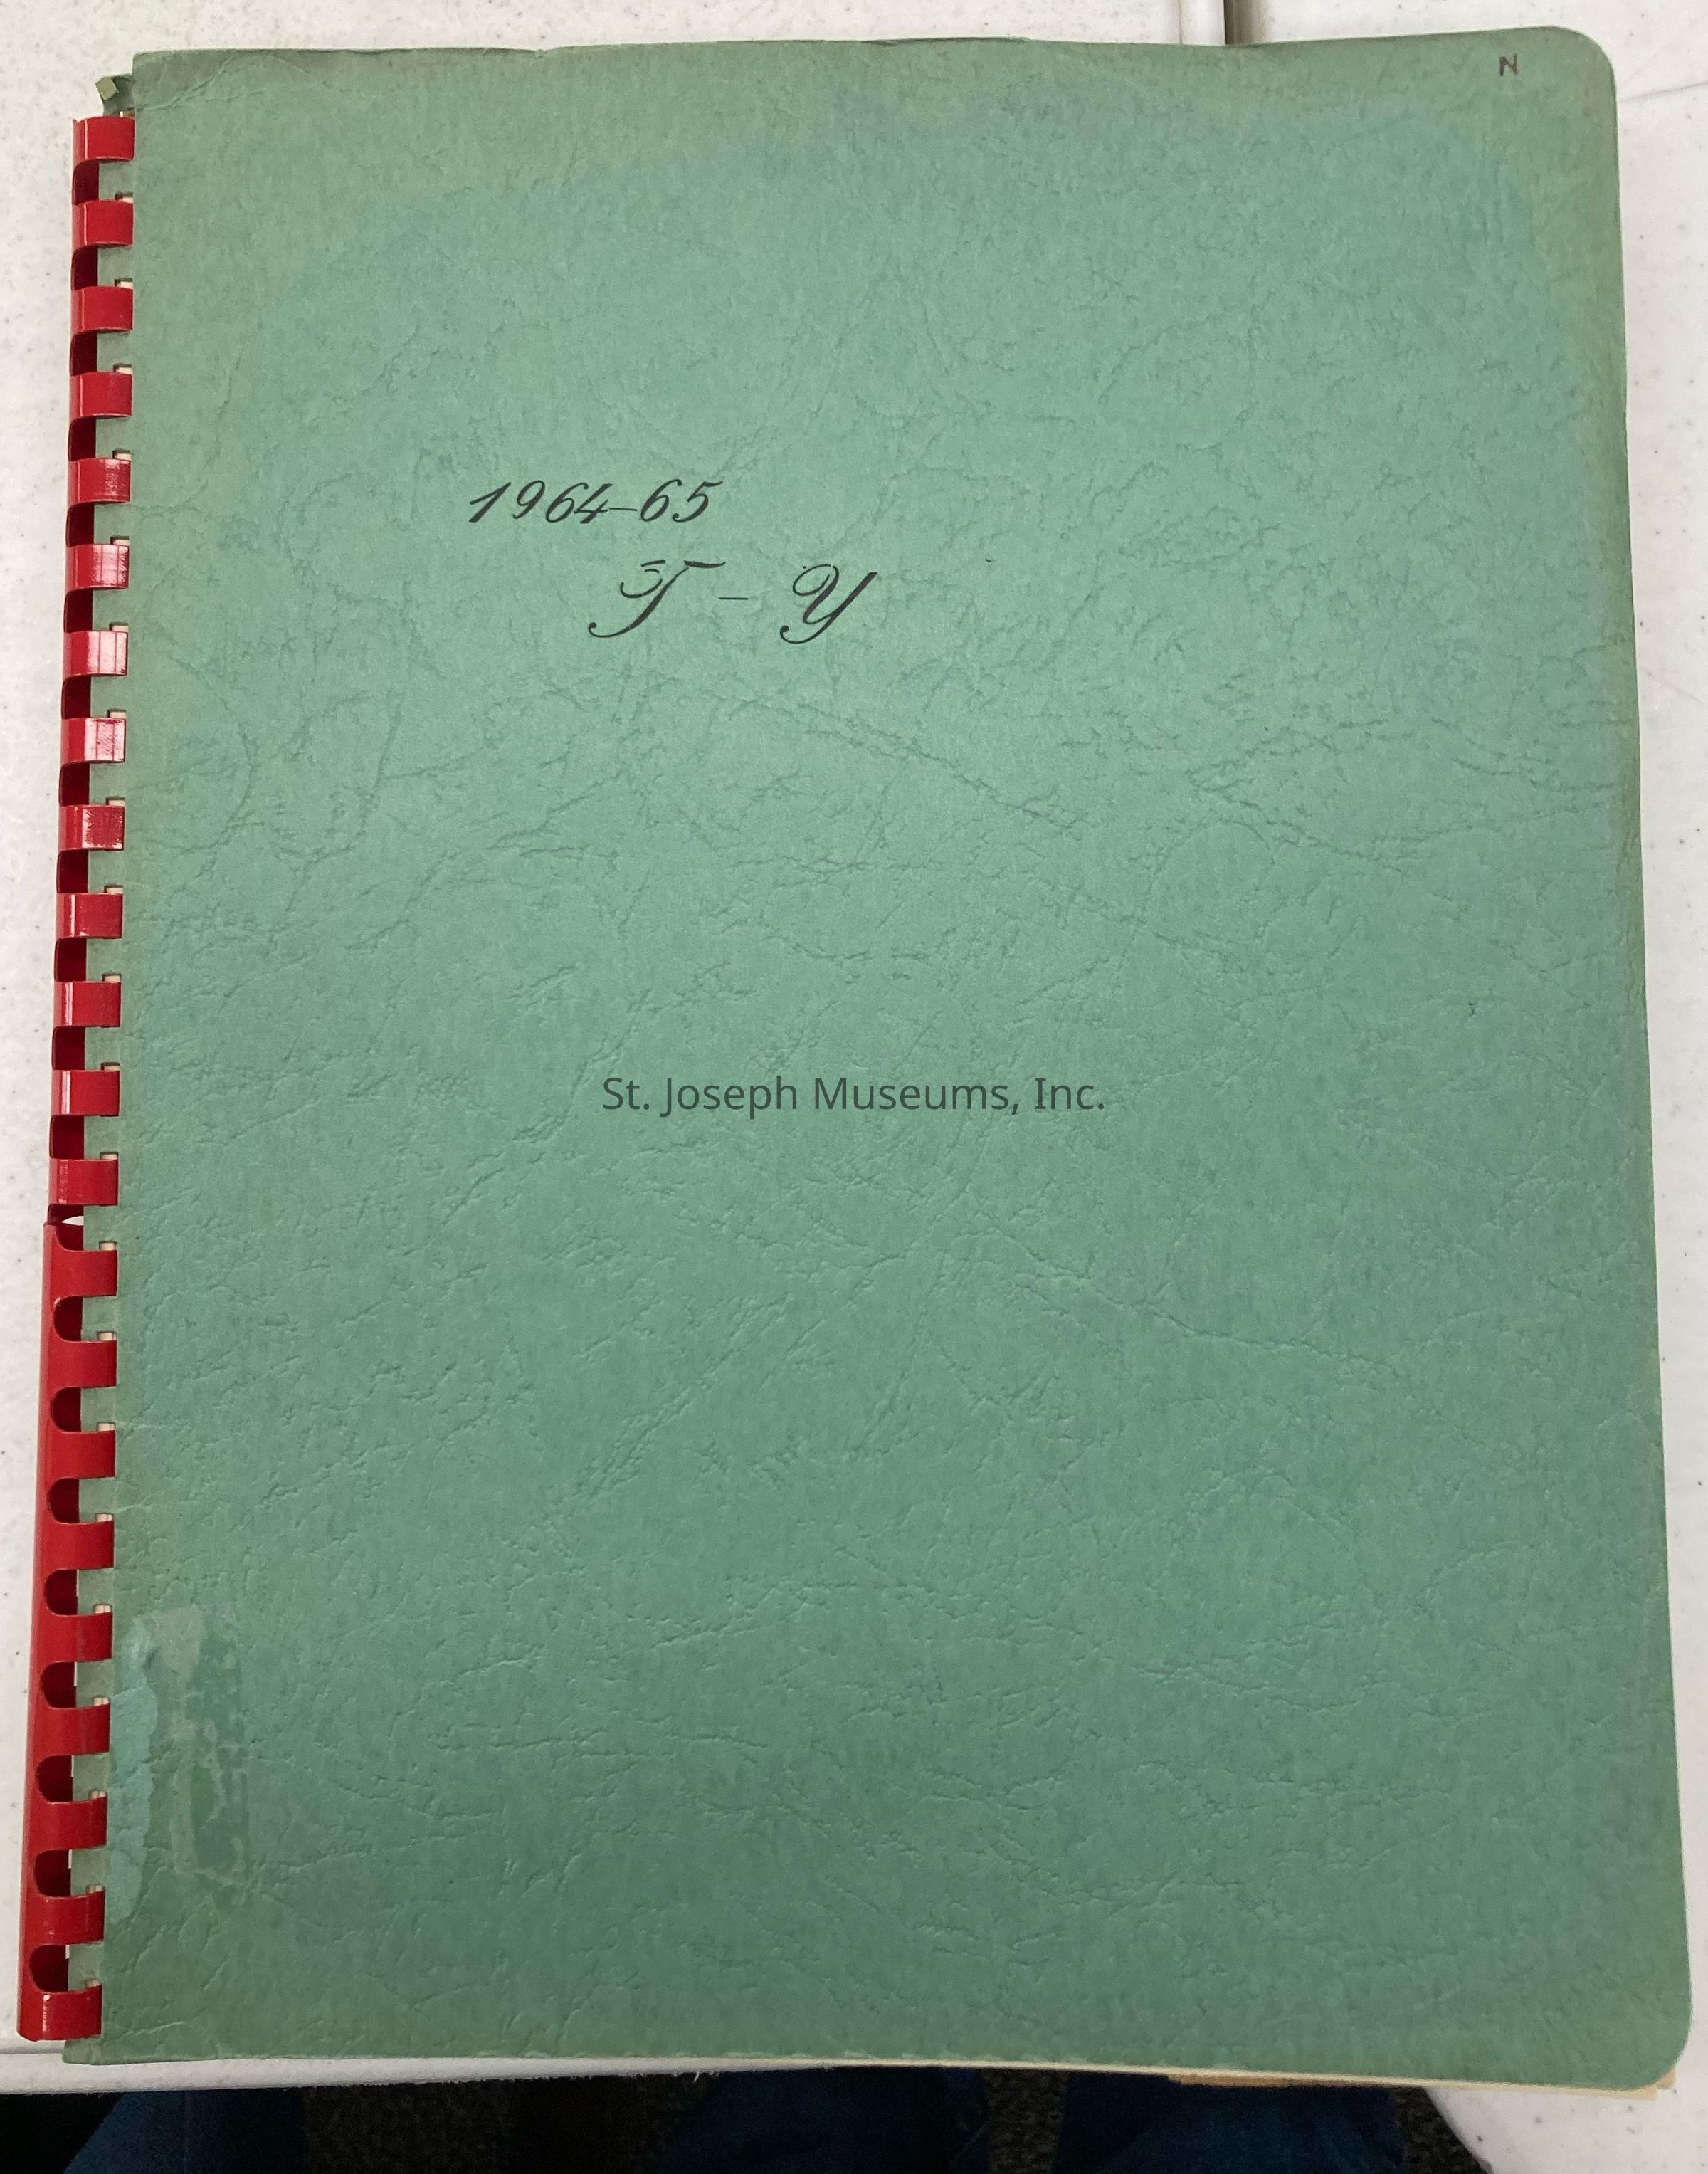 N
1964-65
T - Y
St. Joseph Museums, Inc.